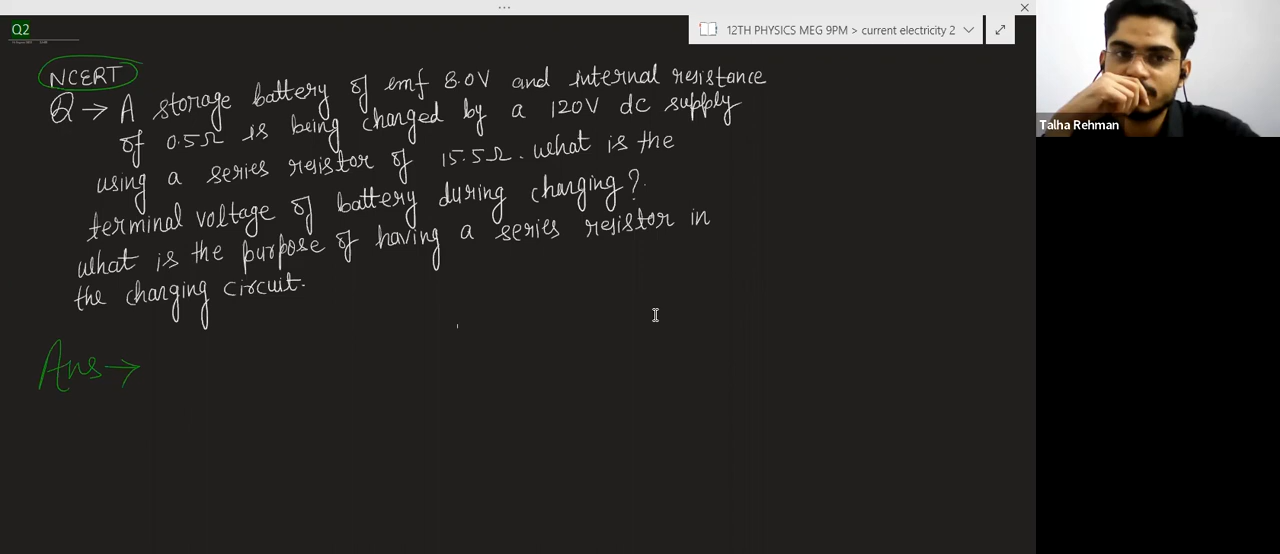 Q2
12TH PHYSICS MEG 9PM > current electricity 2
Talha Rehman
NCERT
Q → A storage battery of emf 8.0V and internal resistance
of 0.5Ω is being charged by a 120V dc supply
using a series resistor of 15.5Ω. what is the
terminal voltage of battery during charging?
what is the purpose of having a series resistor in
the charging circuit.
Ans →